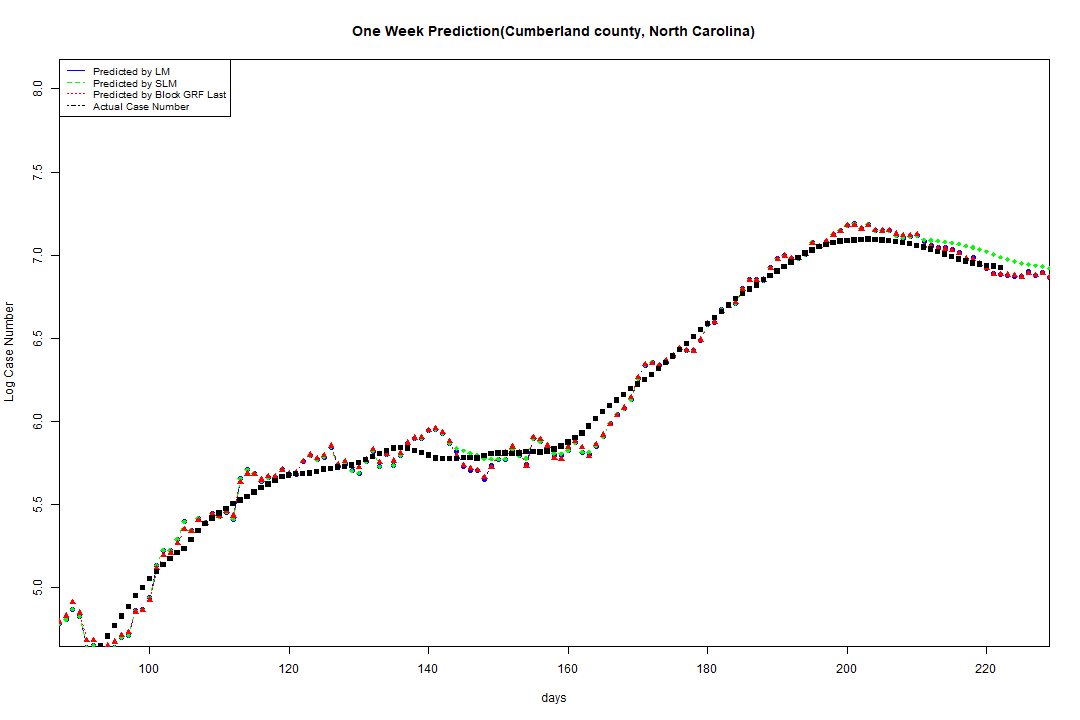 One Week Prediction(Cumberland county, North Carolina)
Predicted by LM
Predicted by SLM
Predicted by Block GRF Last
Actual Case Number
8.0
7.5
7.0
6.5
6.0
5.5
5.0
Log Case Number
100 120 140 160 180 200 220
days